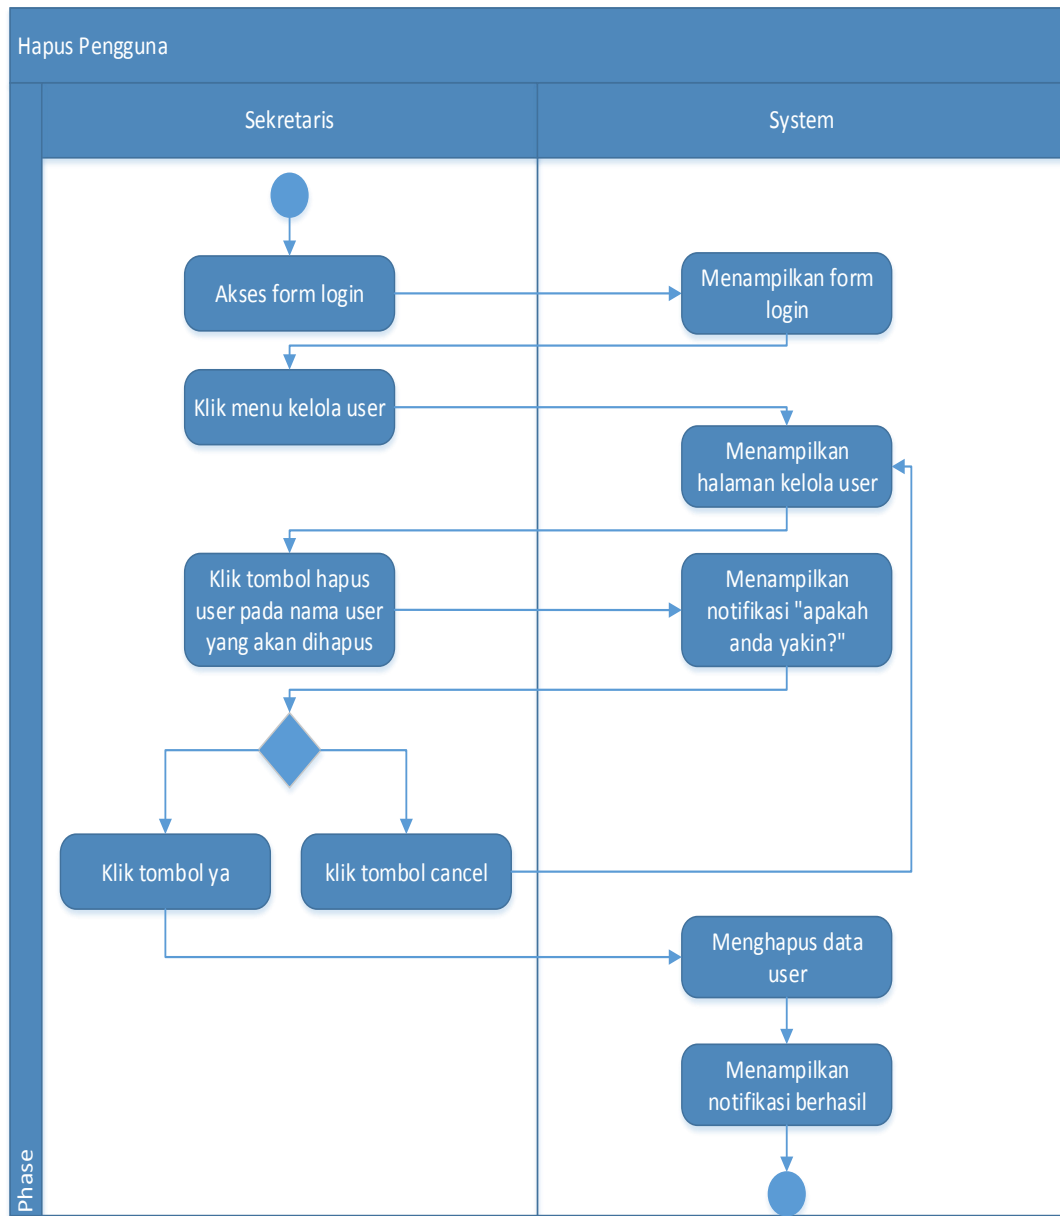 Hapus Pengguna
Sekretaris
System
Akses form login
Menampilkan form
login
Klik menu kelola user
Menampilkan
halaman kelola user
Klik tombol hapus
user pada nama user
yang akan dihapus
Menampilkan
notifikasi "apakah
anda yakin?"
Klik tombol ya
klik tombol cancel
Menghapus data
user
Menampilkan
notifikasi berhasil
Phase